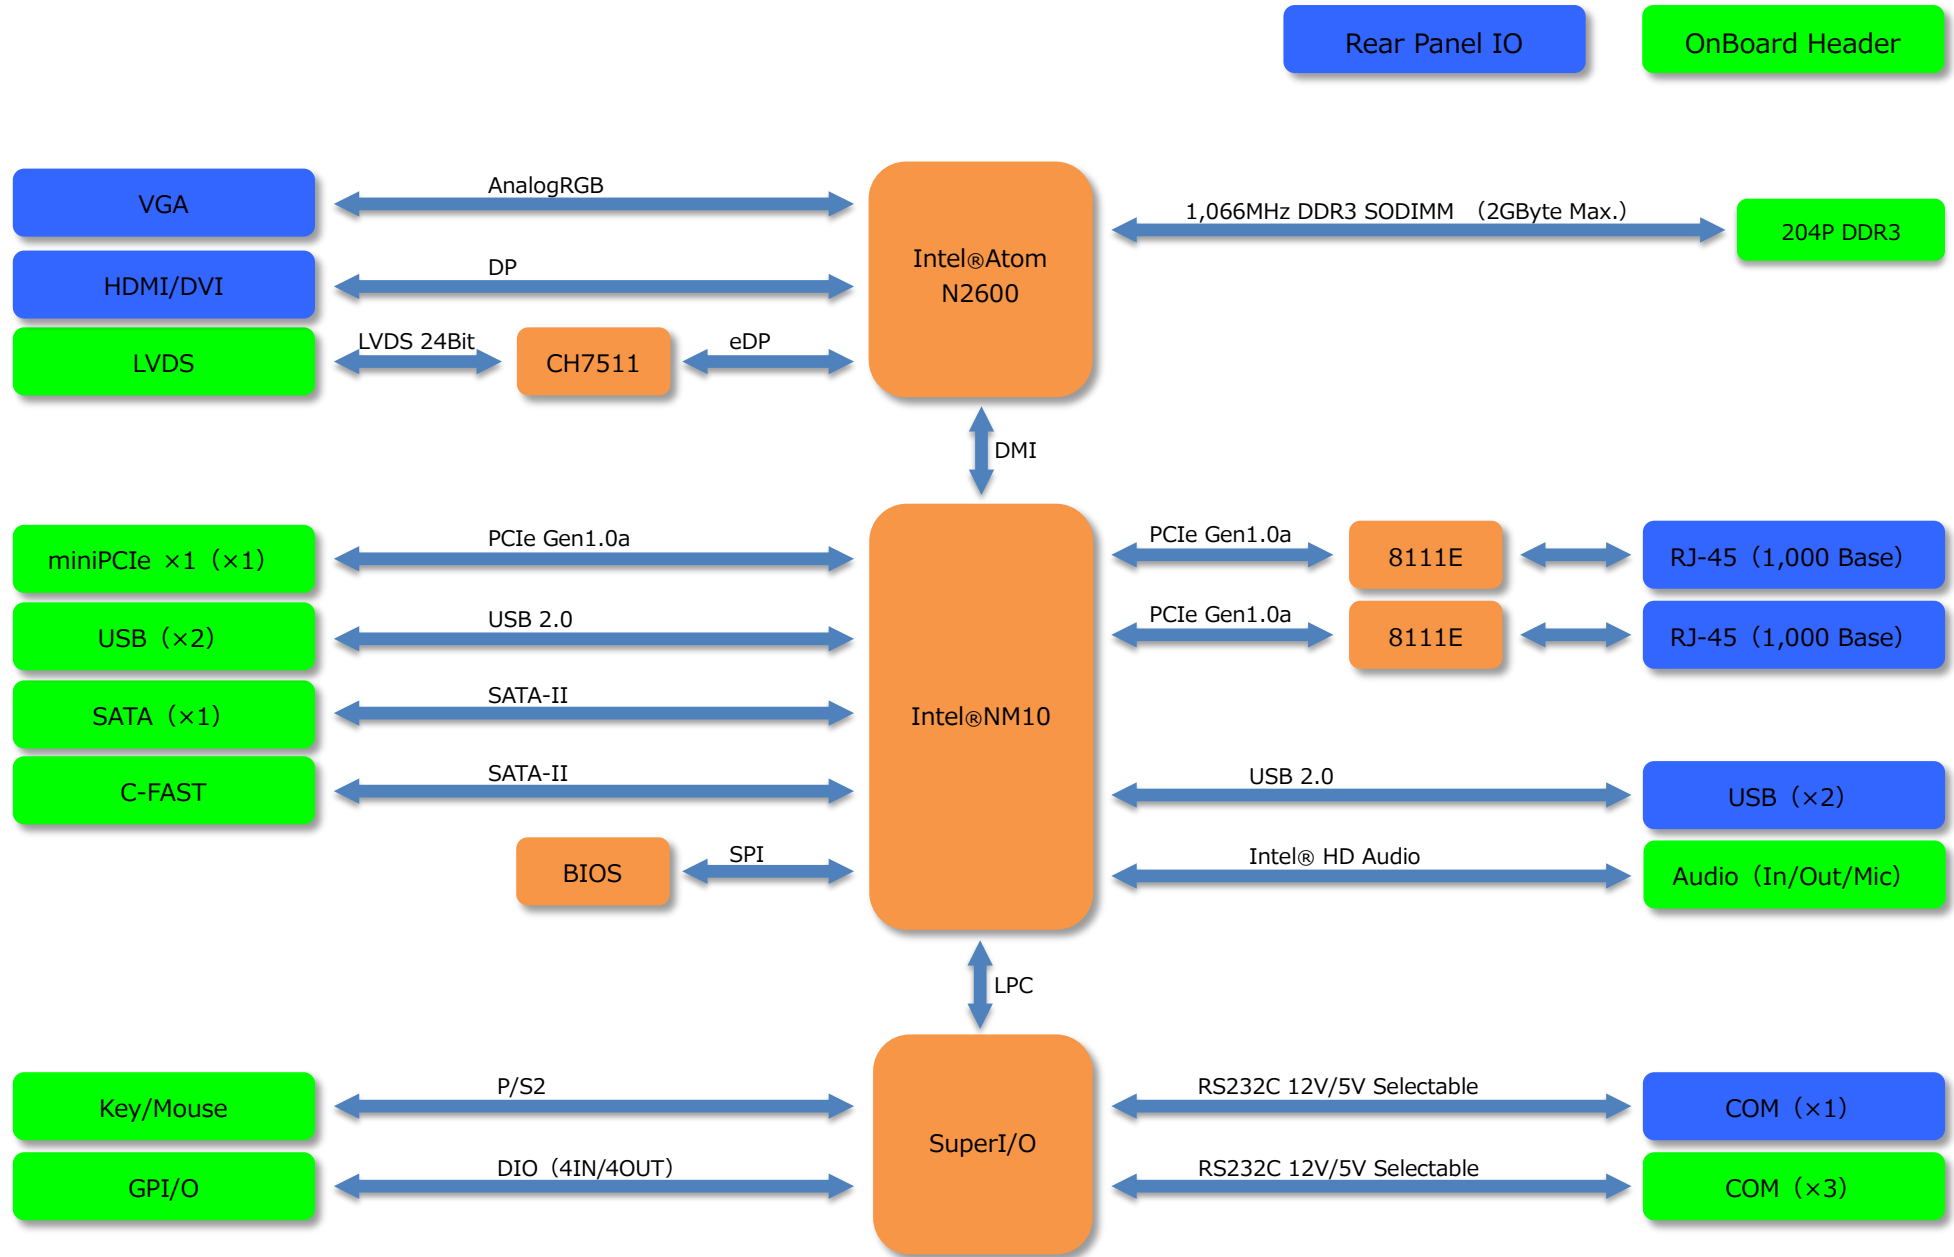 Rear Panel IO
OnBoard Header
VGA
AnalogRGB
HDMI/DVI
DP
LVDS
LVDS 24Bit
CH7511
eDP
Intel®Atom
N2600
1,066MHz DDR3 SODIMM （2GByte Max.）
204P DDR3
DMI
miniPCIe ×1（×1）
PCIe Gen1.0a
USB（×2）
USB 2.0
SATA（×1）
SATA-II
C-FAST
SATA-II
BIOS
SPI
Intel®NM10
PCIe Gen1.0a
8111E
RJ-45（1,000 Base）
PCIe Gen1.0a
8111E
RJ-45（1,000 Base）
USB 2.0
USB（×2）
Intel® HD Audio
Audio（In/Out/Mic）
LPC
Key/Mouse
P/S2
GPI/O
DIO（4IN/4OUT）
SuperI/O
RS232C 12V/5V Selectable
COM（×1）
RS232C 12V/5V Selectable
COM（×3）